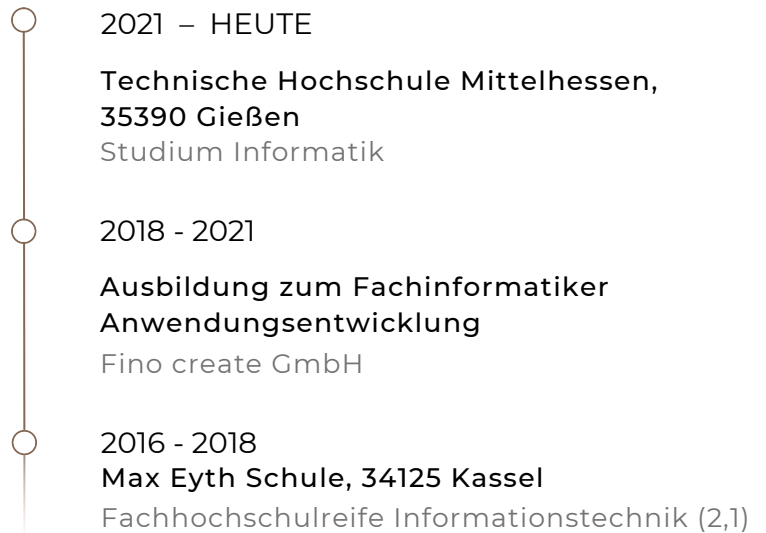 2021 – HEUTE
Technische Hochschule Mittelhessen,
35390 Gießen
Studium Informatik
2018 - 2021
Ausbildung zum Fachinformatiker
Anwendungsentwicklung
Fino create GmbH
2016 - 2018
Max Eyth Schule, 34125 Kassel
Fachhochschulreife Informationstechnik (2,1)